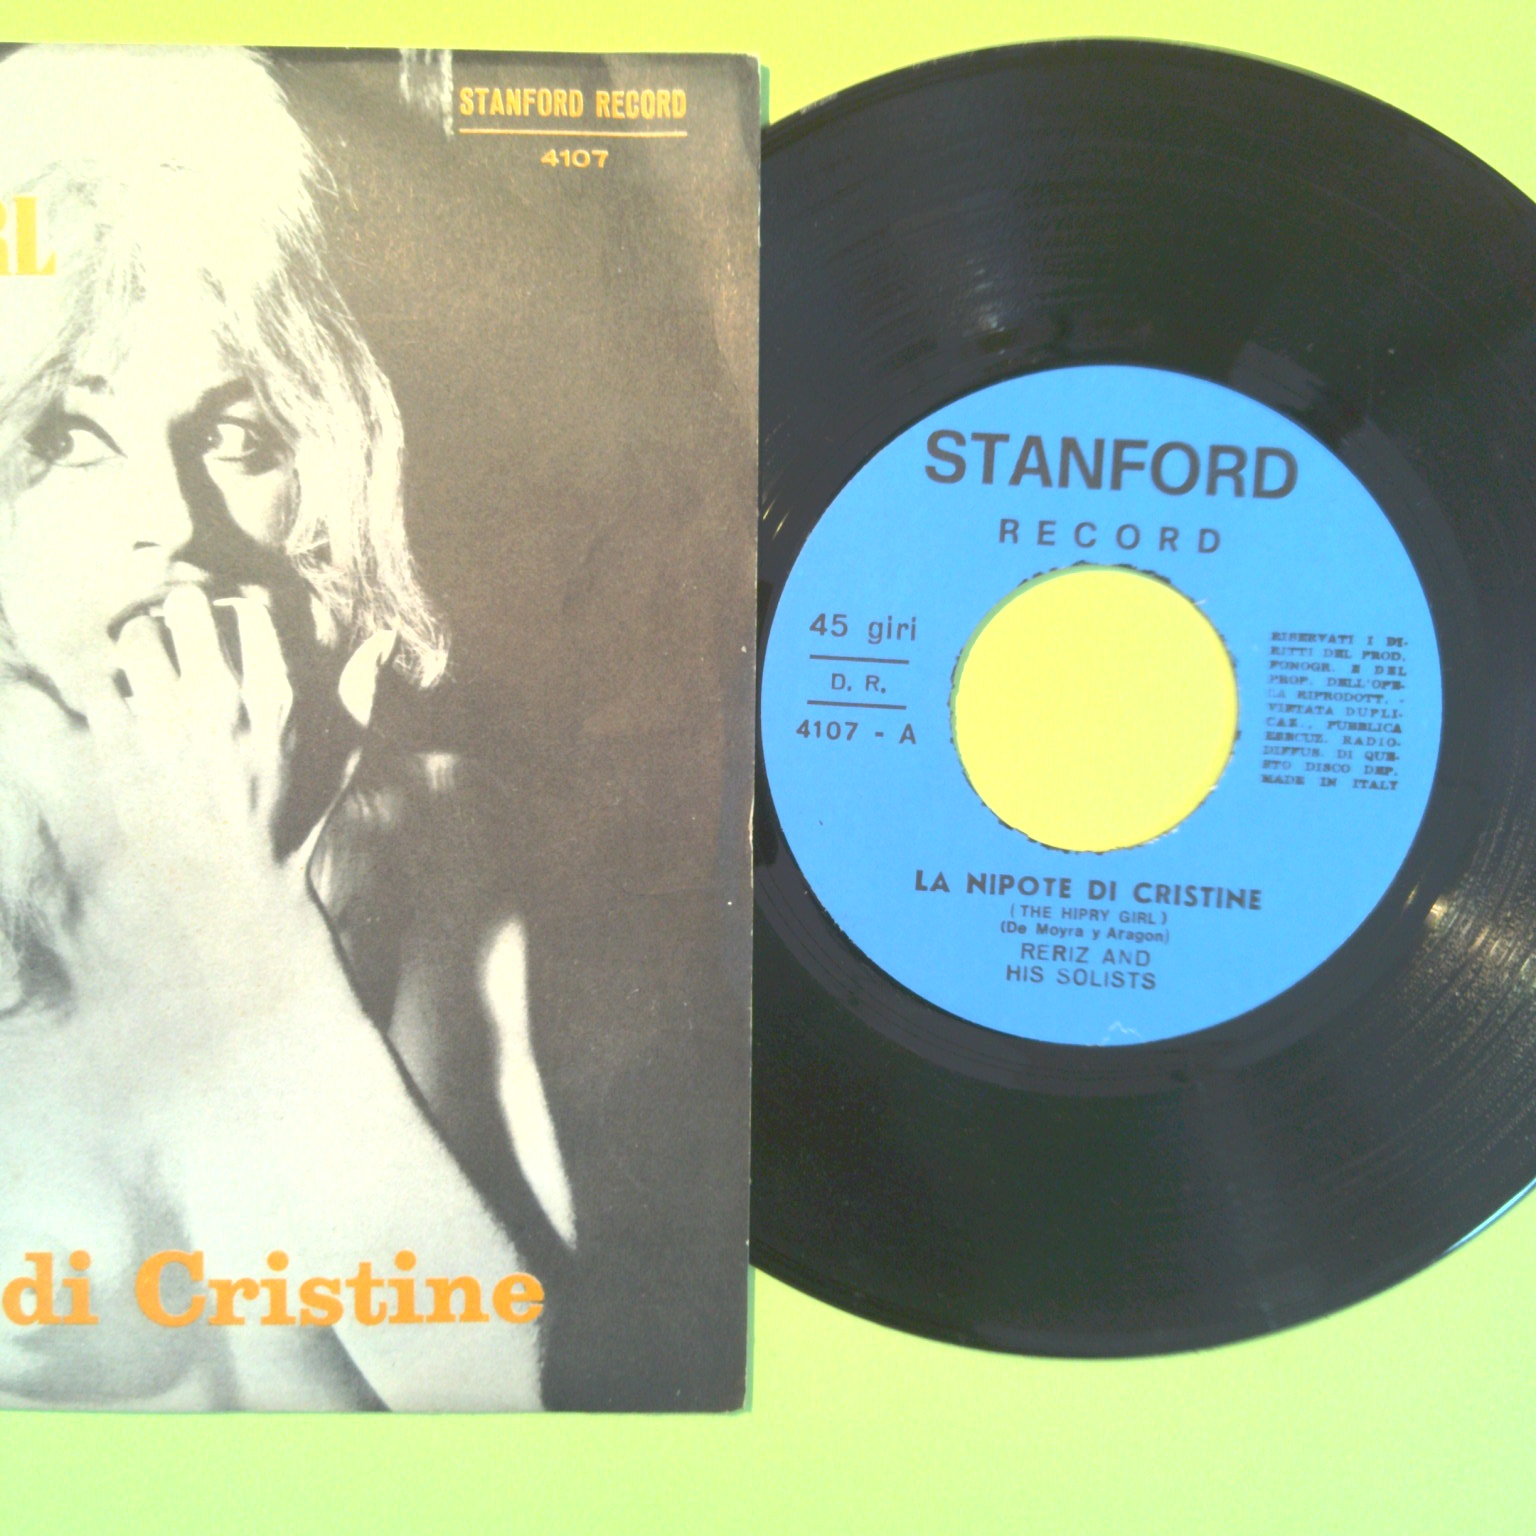 STANFORD RECORD
4107
RL
di Cristine
STANFORD
RECORD
45 giri
D. R.
4107 - A
RISERVATI I DI-
RITTI DEL PROD.
FONOGR. E DEL
PROP. DELL'OPE-
LA RIPRODOTT. -
VIETATA DUPLI-
CAZ., PUBBLICA
ESECUZ. RADIO-
DIFFUS. DI QUE-
STO DISCO DEP.
MADE IN ITALY
LA NIPOTE DI CRISTINE
(THE HIPRY GIRL)
(De Moyra y Aragon)
RERIZ AND
HIS SOLISTS